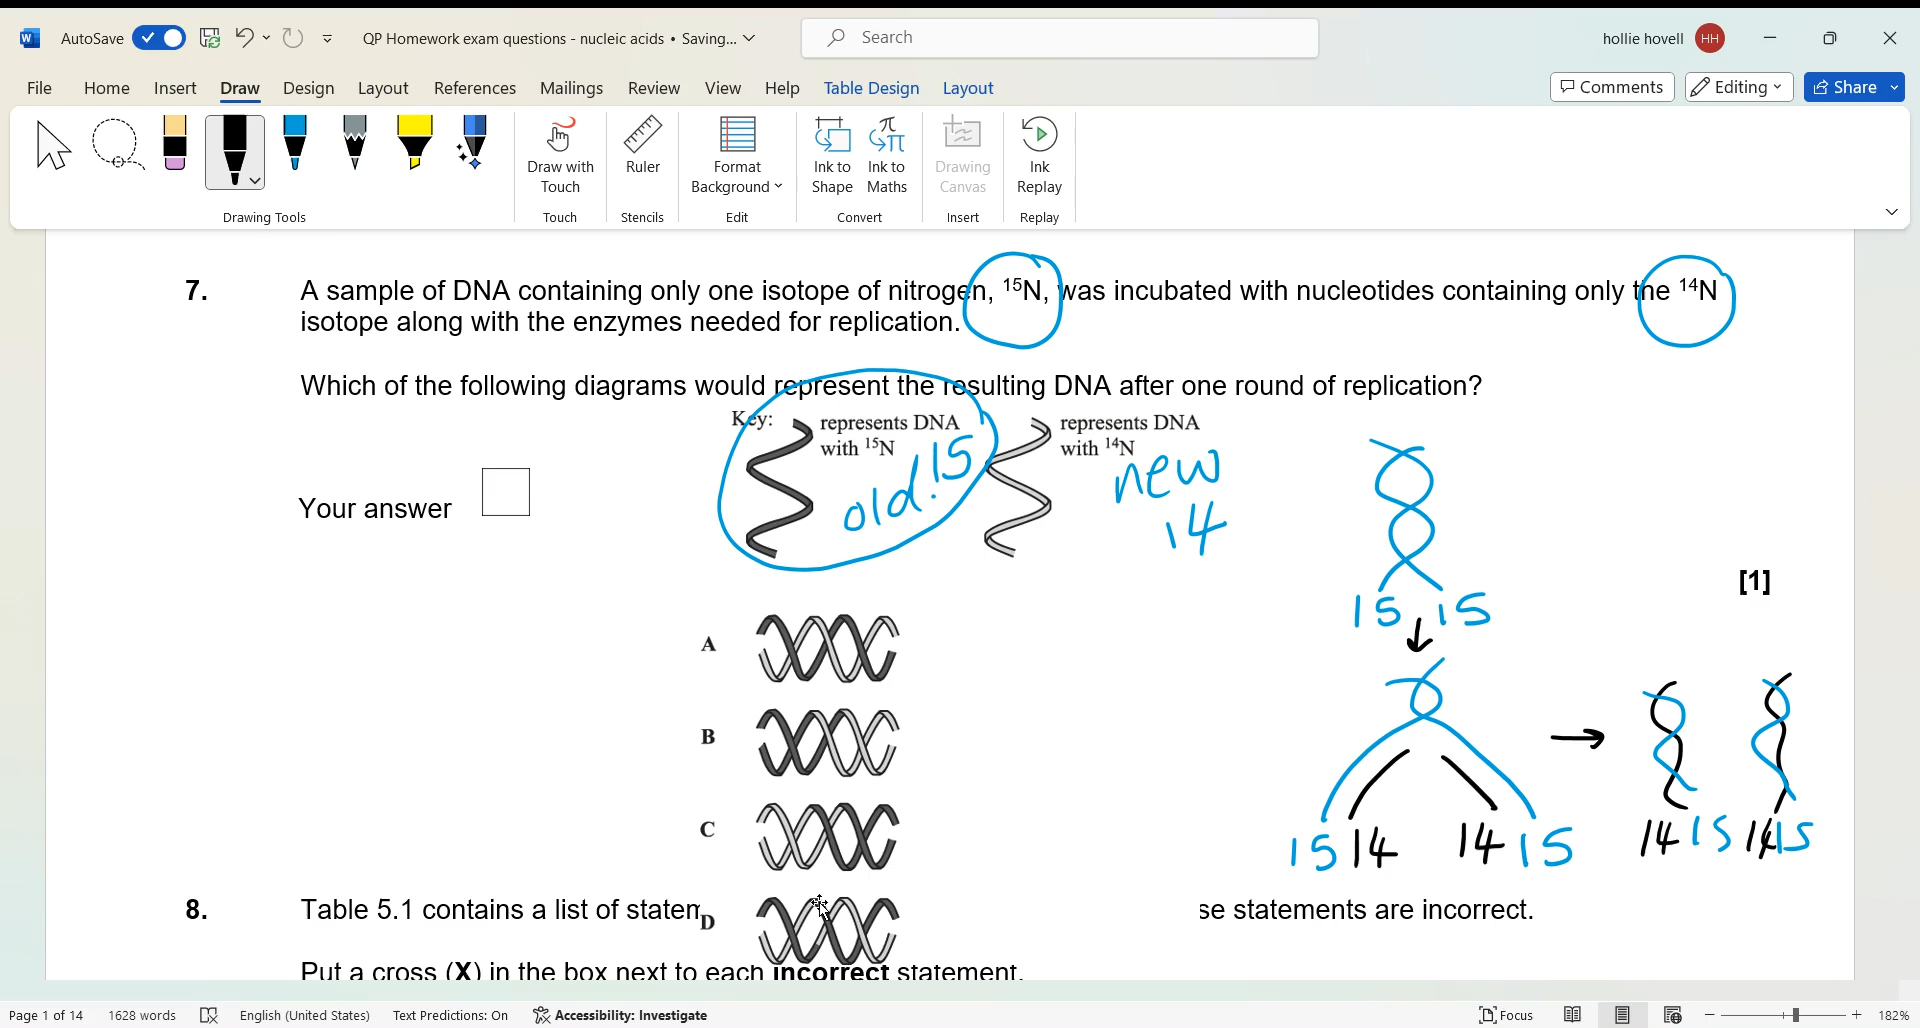 AutoSave
QP Homework exam questions - nucleic acids • Saving...
Search
hollie hovell HH
File Home Insert Draw Design Layout References Mailings Review View Help Table Design Layout
Comments Editing Share
Draw with Touch
Ruler
Format Background
Ink to Shape
Ink to Maths
Drawing Canvas
Ink Replay
Drawing Tools Touch Stencils Edit Convert Insert Replay
7. A sample of DNA containing only one isotope of nitrogen, ¹⁵N, was incubated with nucleotides containing only the ¹⁴N
isotope along with the enzymes needed for replication.
Which of the following diagrams would represent the resulting DNA after one round of replication?
Key: represents DNA with ¹⁵N
represents DNA with ¹⁴N
old.15
new
14
Your answer
[1]
15 15
A
B
C
D
15 14 14 15
14 15 14 15
8. Table 5.1 contains a list of statem
se statements are incorrect.
Put a cross (X) in the box next to each incorrect statement.
Page 1 of 14 1628 words English (United States) Text Predictions: On Accessibility: Investigate Focus 182%